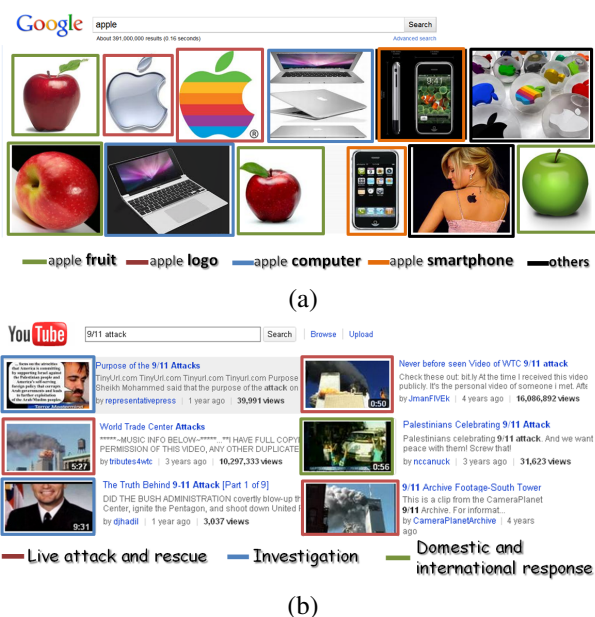 Google
apple
Search
About 391,000,000 results (0.16 seconds)
Advanced search
9:41
®
apple fruit
apple logo
apple computer
apple smartphone
others
(a)
You Tube
9/11 attack
Search
Browse
Upload
Purpose of the 9/11 Attacks
TinyUrl.com TinyUrl.com Tinyurl.com Tinyurl.com Purpose
Sheikh Mohammed said that the purpose of the attack on
by representativepress | 1 year ago | 39,991 views
Never before seen Video of WTC 9/11 attack
Check these out: bit.ly At the time I received this video
publicly. It's the personal video of someone i met. Afte
by JmanFIVEk | 4 years ago | 16,086,892 views
0:50
World Trade Center Attacks
*****~MUSIC INFO BELOW~*****...**I HAVE FULL COPYI
PERMISSION OF THIS VIDEO, ANY OTHER DUPLICATE
by tributes4wtc | 3 years ago | 10,297,333 views
5:27
Palestinians Celebrating 9/11 Attack
Palestinians celebrating 9/11 attack. And we want
peace with them! Screw that!
by nccanuck | 3 years ago | 31,623 views
0:56
The Truth Behind 9-11 Attack [Part 1 of 9]
DID THE BUSH ADMINISTRATION covertly blow-up th
Center, ignite the Pentagon, and shoot down United F
by djhadil | 1 year ago | 3,037 views
9:31
9/11 Archive Footage-South Tower
This is a clip from the CameraPlanet
9/11 Archive. For informat...
by CameraPlanetArchive | 4 years
ago
Live attack and rescue
Investigation
Domestic and
international response
(b)